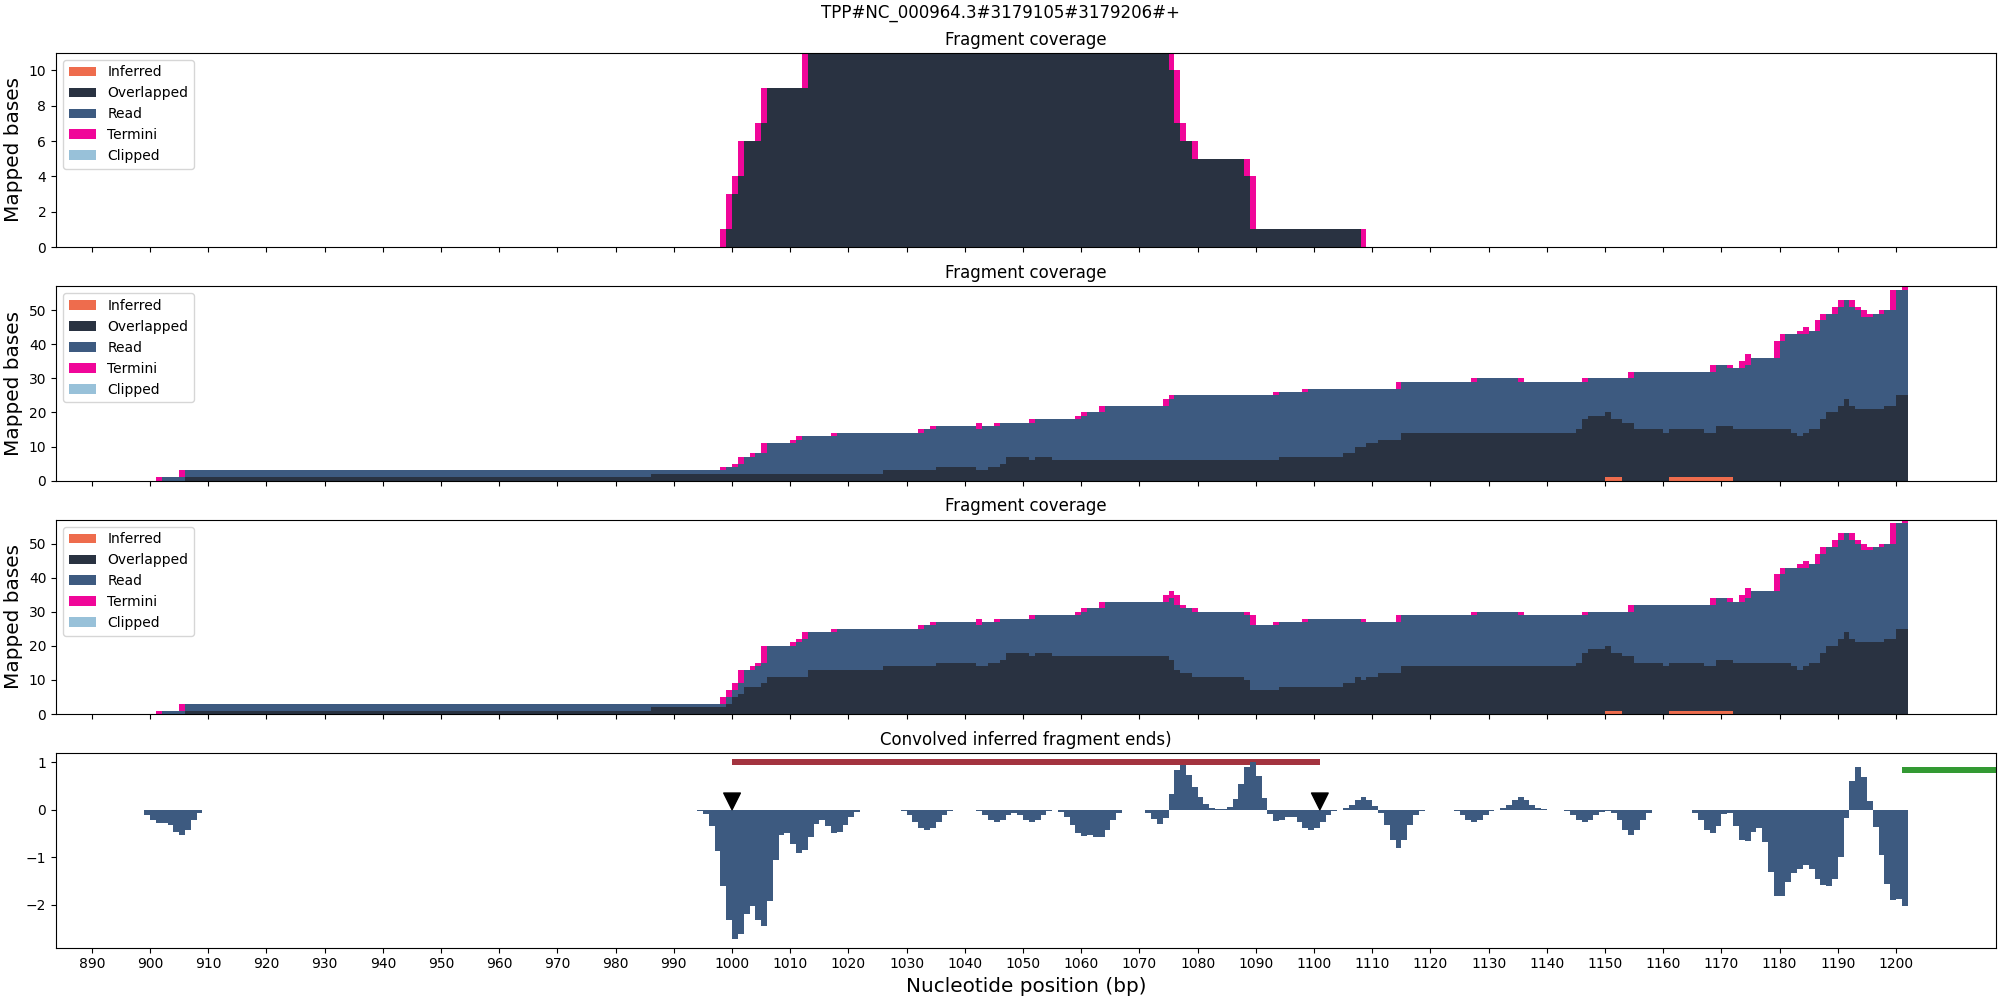 TPP#NC_000964.3#3179105#3179206#+
Fragment coverage
Mapped bases
10
8
6
4
2
0
Inferred
Overlapped
Read
Termini
Clipped
Fragment coverage
Mapped bases
50
40
30
20
10
0
Inferred
Overlapped
Read
Termini
Clipped
Fragment coverage
Mapped bases
50
40
30
20
10
0
Inferred
Overlapped
Read
Termini
Clipped
Convolved inferred fragment ends)
1
0
−1
−2
890 900 910 920 930 940 950 960 970 980 990 1000 1010 1020 1030 1040 1050 1060 1070 1080 1090 1100 1110 1120 1130 1140 1150 1160 1170 1180 1190 1200
Nucleotide position (bp)